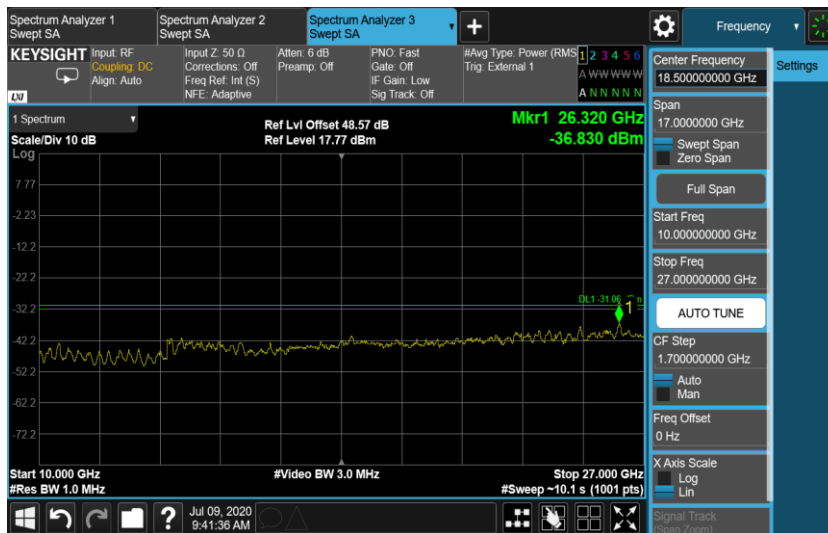 Spectrum Analyzer 1
Swept SA
Spectrum Analyzer 2
Swept SA
Spectrum Analyzer 3
Swept SA
Frequency
KEYSIGHT
LXI
Input: RF
Coupling: DC
Align: Auto
Input Z: 50 Ω
Corrections: Off
Freq Ref: Int (S)
NFE: Adaptive
Atten: 6 dB
Preamp: Off
PNO: Fast
Gate: Off
IF Gain: Low
Sig Track: Off
#Avg Type: Power (RMS
Trig: External 1
1 2 3 4 5 6
A W W W W W
A N N N N N
1 Spectrum
Scale/Div 10 dB
Log
Ref Lvl Offset 48.57 dB
Ref Level 17.77 dBm
Mkr1 26.320 GHz
-36.830 dBm
7.77
-2.23
-12.2
-22.2
-32.2
-42.2
-52.2
-62.2
-72.2
DL1 -31.06
1
Start 10.000 GHz
#Res BW 1.0 MHz
#Video BW 3.0 MHz
Stop 27.000 GHz
#Sweep ~10.1 s (1001 pts)
Center Frequency
18.500000000 GHz
Settings
Span
17.0000000 GHz
Swept Span
Zero Span
Full Span
Start Freq
10.000000000 GHz
Stop Freq
27.000000000 GHz
AUTO TUNE
CF Step
1.700000000 GHz
Auto
Man
Freq Offset
0 Hz
X Axis Scale
Log
Lin
Signal Track
(Span Zoom)
?
Jul 09, 2020
9:41:36 AM